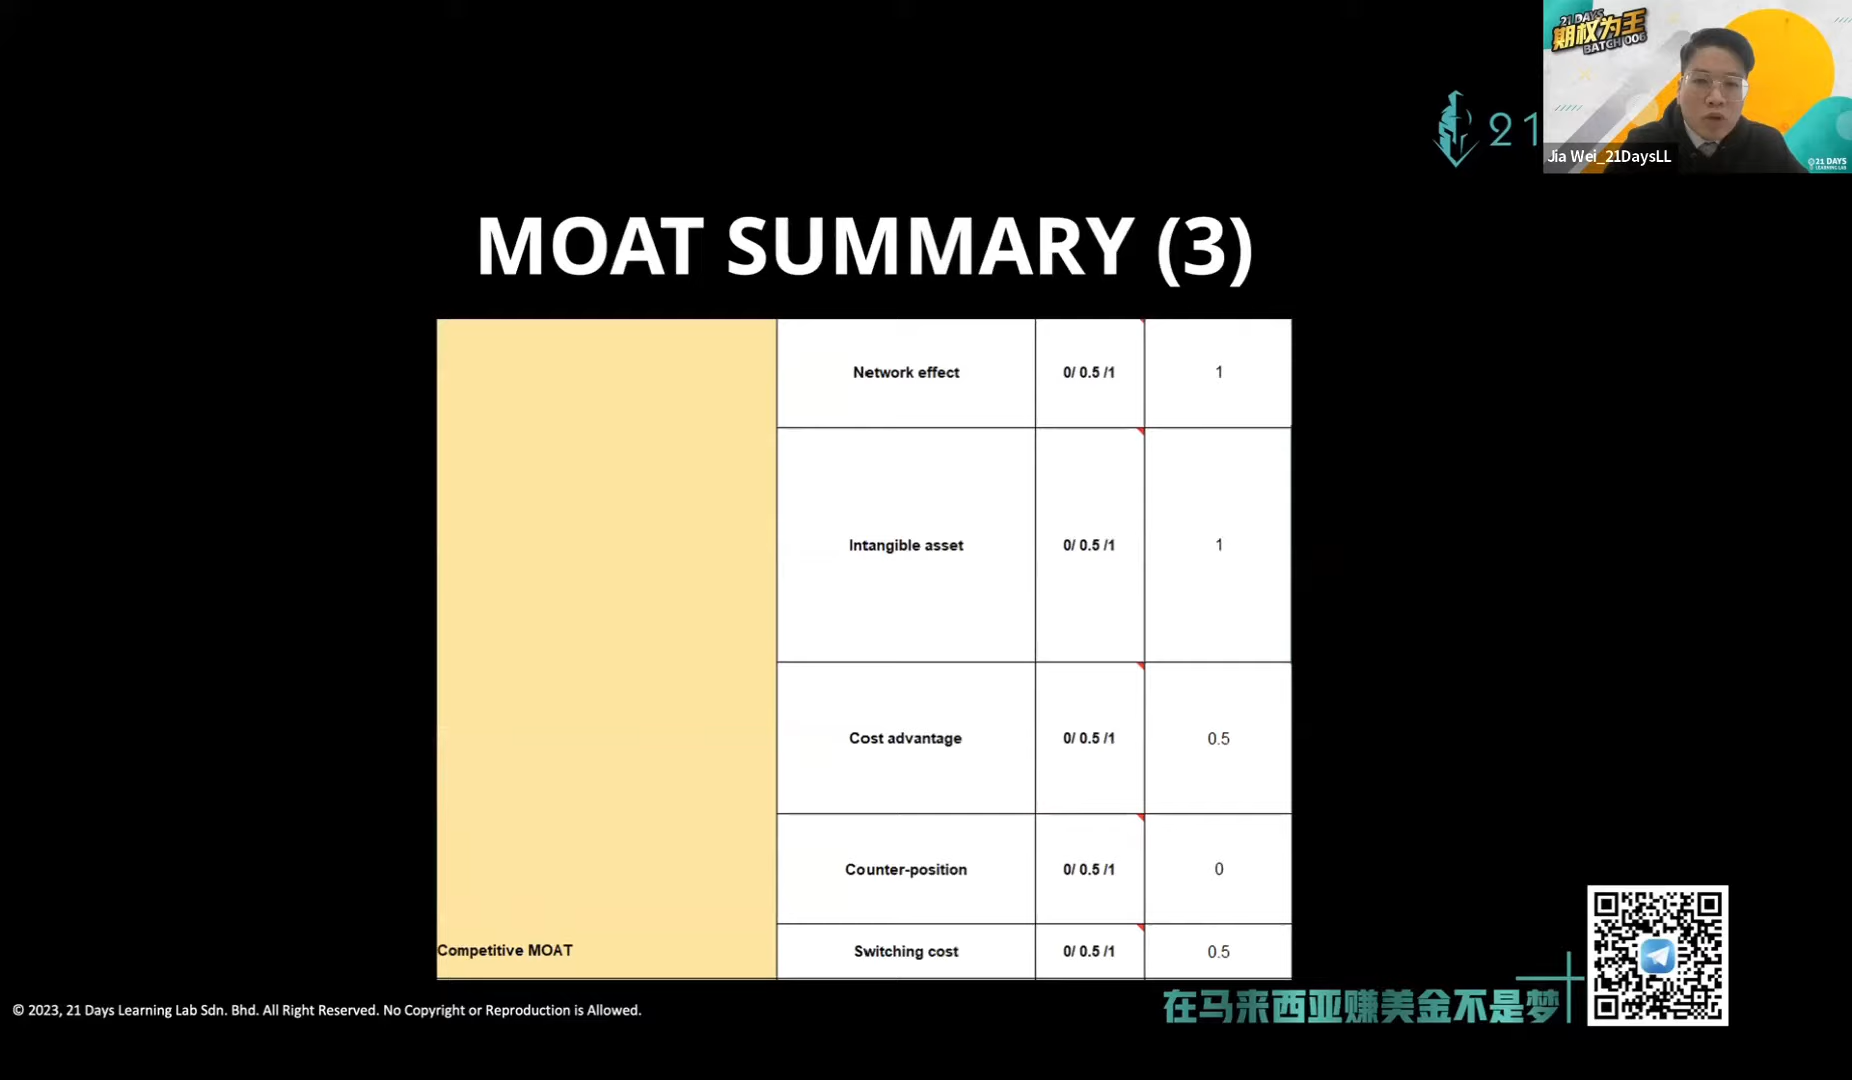 21 DAYS
期权为王
BATCH 006
21
Jia Wei_21DaysLL
21 DAYS
LEARNING LAB
MOAT SUMMARY (3)
Network effect 0/ 0.5 /1 1
Intangible asset 0/ 0.5 /1 1
Cost advantage 0/ 0.5 /1 0.5
Counter-position 0/ 0.5 /1 0
Competitive MOAT Switching cost 0/ 0.5 /1 0.5
在马来西亚赚美金不是梦
© 2023, 21 Days Learning Lab Sdn. Bhd. All Right Reserved. No Copyright or Reproduction is Allowed.